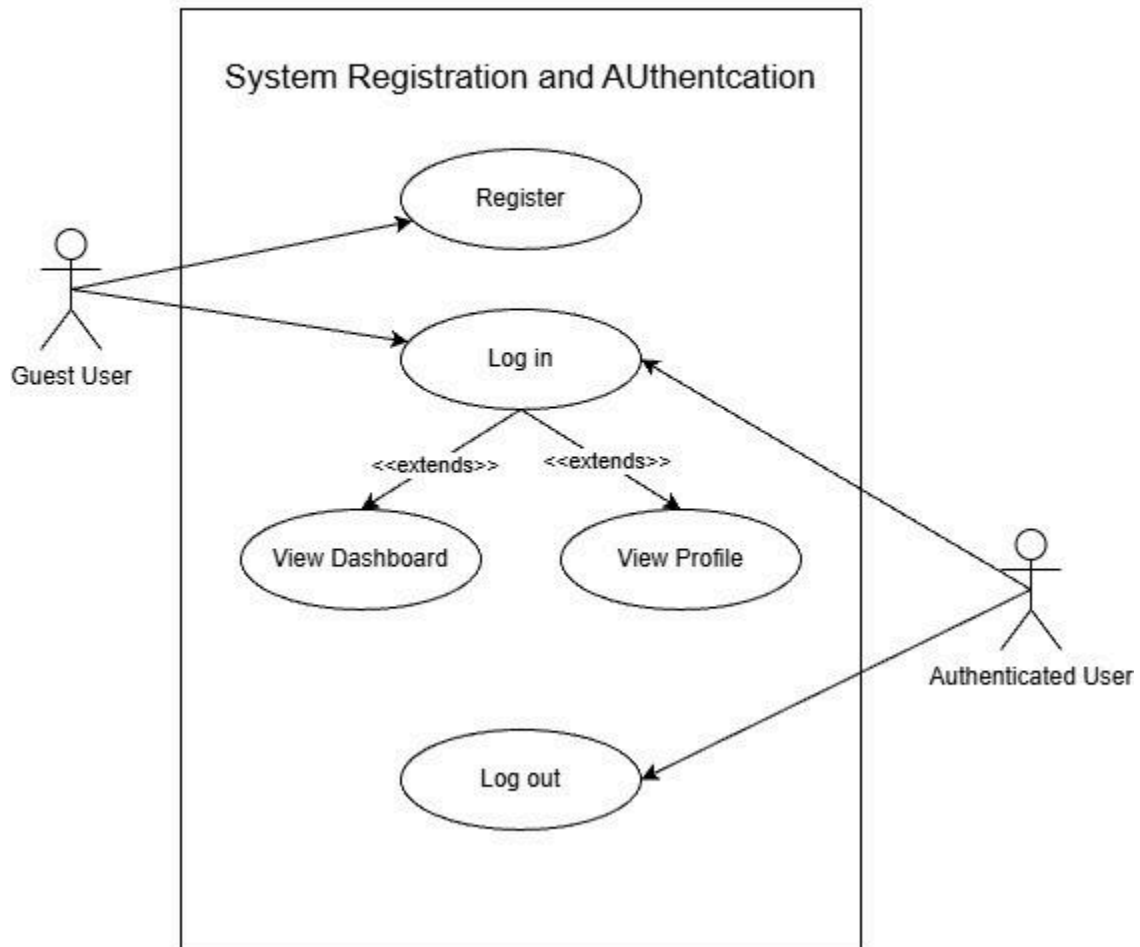 System Registration and AUthentcation
Register
Guest User
Log in
<<extends>>
<<extends>>
View Dashboard
View Profile
Authenticated User
Log out